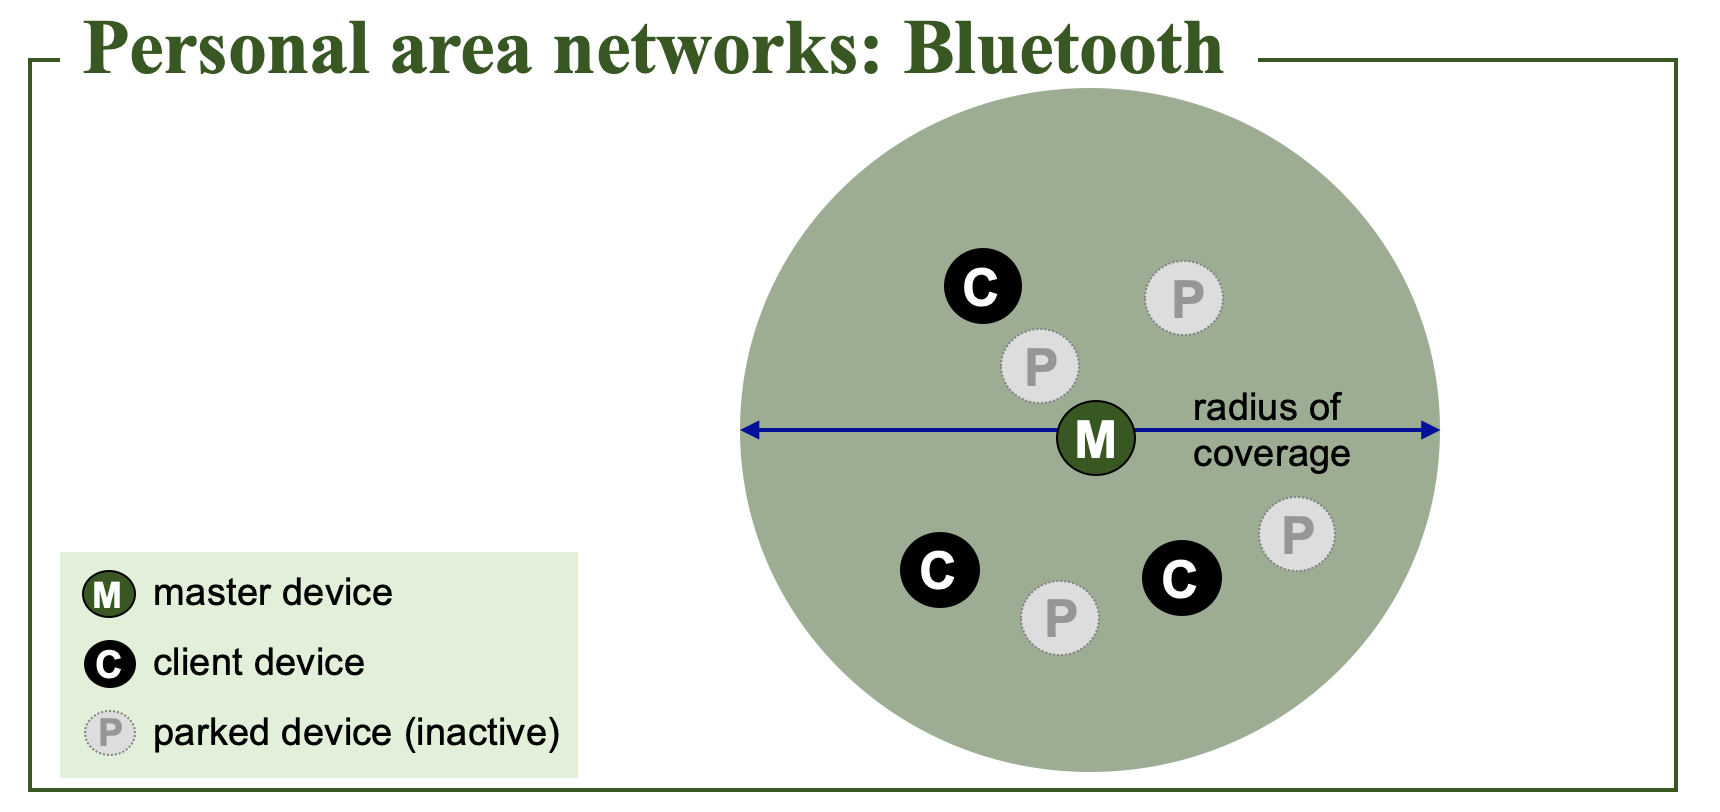 Personal area networks: Bluetooth
C
P
P
radius of
M
coverage
P
C
C
P
M master device
C client device
P parked device (inactive)